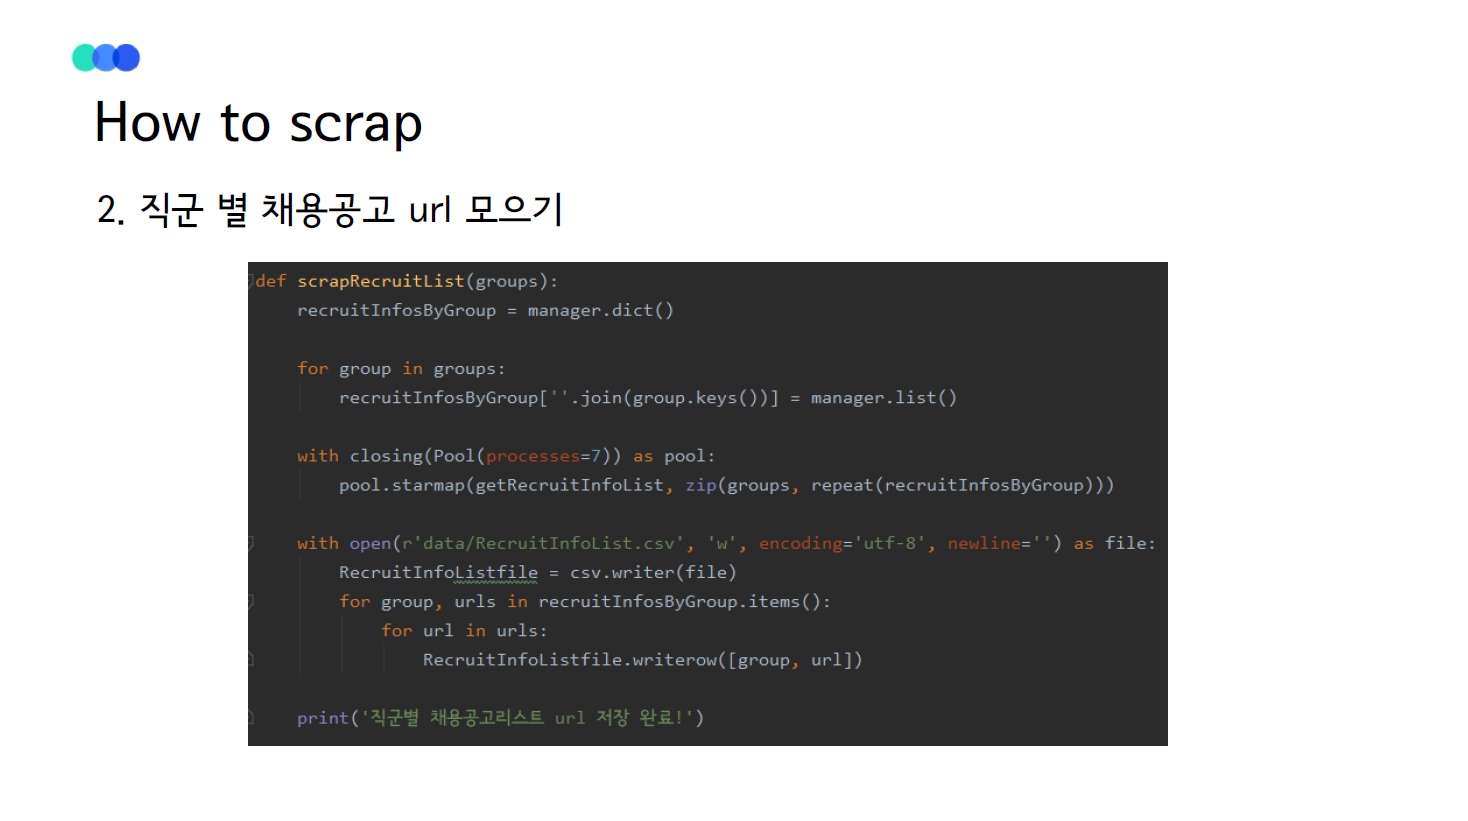 How to scrap
2. 직군 별 채용공고 url 모으기
def scrapRecruitList(groups):
    recruitInfosByGroup = manager.dict()
    for group in groups:
        recruitInfosByGroup[''.join(group.keys())] = manager.list()
    with closing(Pool(processes=7)) as pool:
        pool.starmap(getRecruitInfoList, zip(groups, repeat(recruitInfosByGroup)))
    with open(r'data/RecruitInfoList.csv', 'w', encoding='utf-8', newline='') as file:
        RecruitInfoListfile = csv.writer(file)
        for group, urls in recruitInfosByGroup.items():
            for url in urls:
                RecruitInfoListfile.writerow([group, url])
    print('직군별 채용공고리스트 url 저장 완료!')